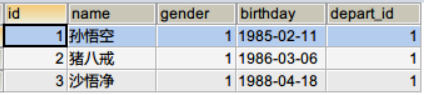 id name gender birthday depart_id
1 孙悟空 1 1985-02-11 1
2 猪八戒 1 1986-03-06 1
3 沙悟净 1 1988-04-18 1